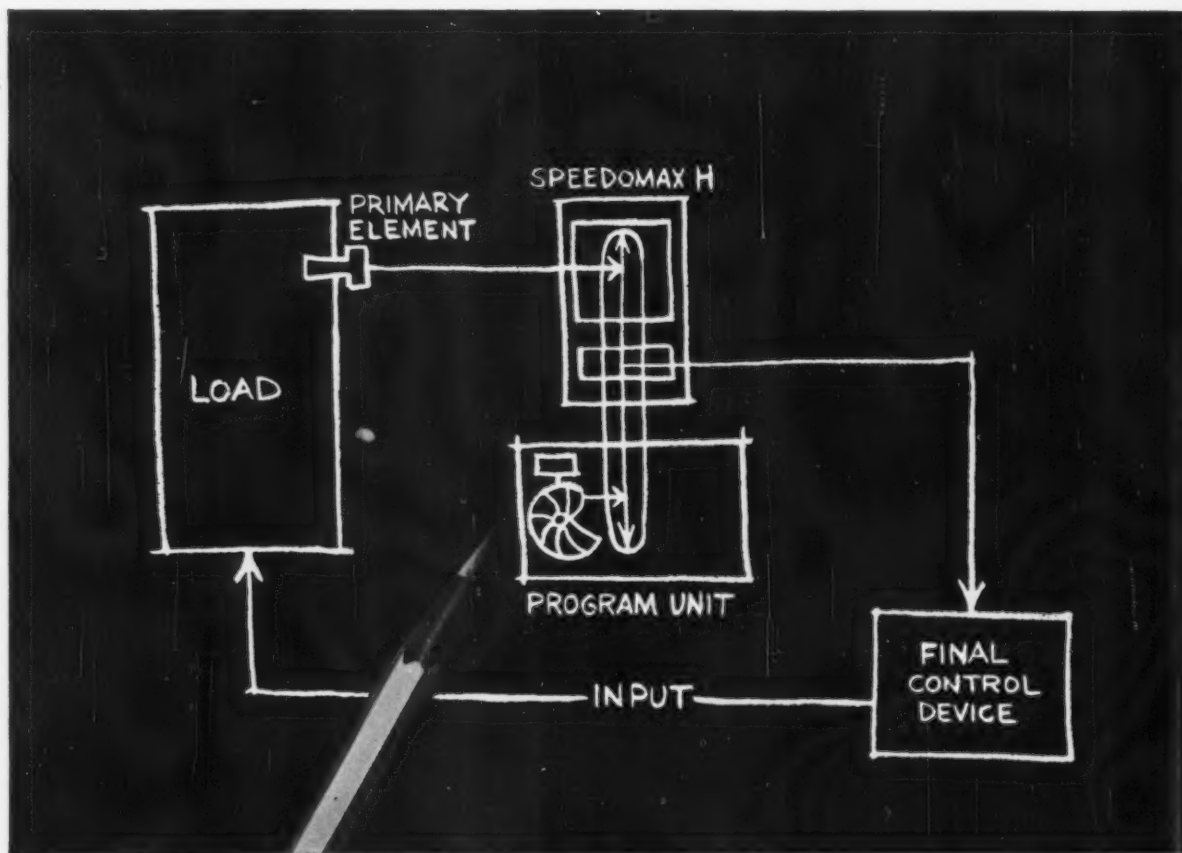 SPEEDOMAX H
PRIMARY
ELEMENT
LOAD
PROGRAM UNIT
FINAL
CONTROL
DEVICE
INPUT